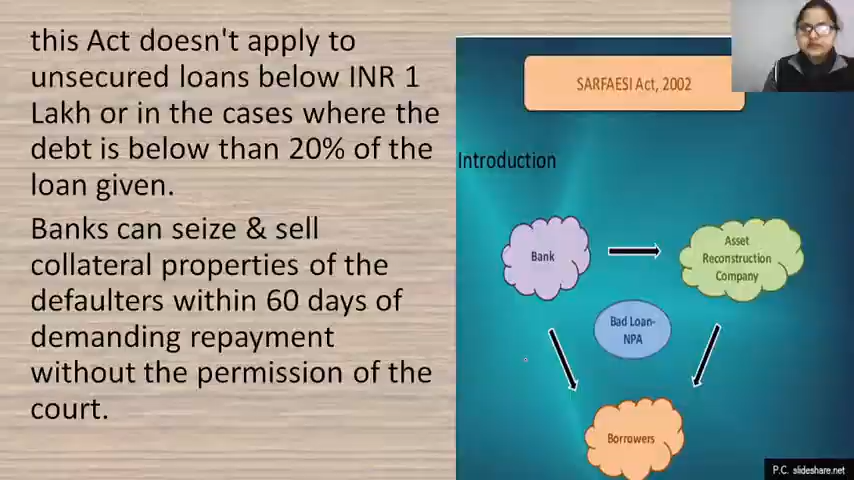 this Act doesn't apply to
unsecured loans below INR 1
Lakh or in the cases where the
debt is below than 20% of the
loan given.
Banks can seize & sell
collateral properties of the
defaulters within 60 days of
demanding repayment
without the permission of the
court.
SARFAESI Act, 2002
Introduction
Bank
Asset
Reconstruction
Company
Bad Loan-
NPA
Borrowers
P.C. slideshare.net